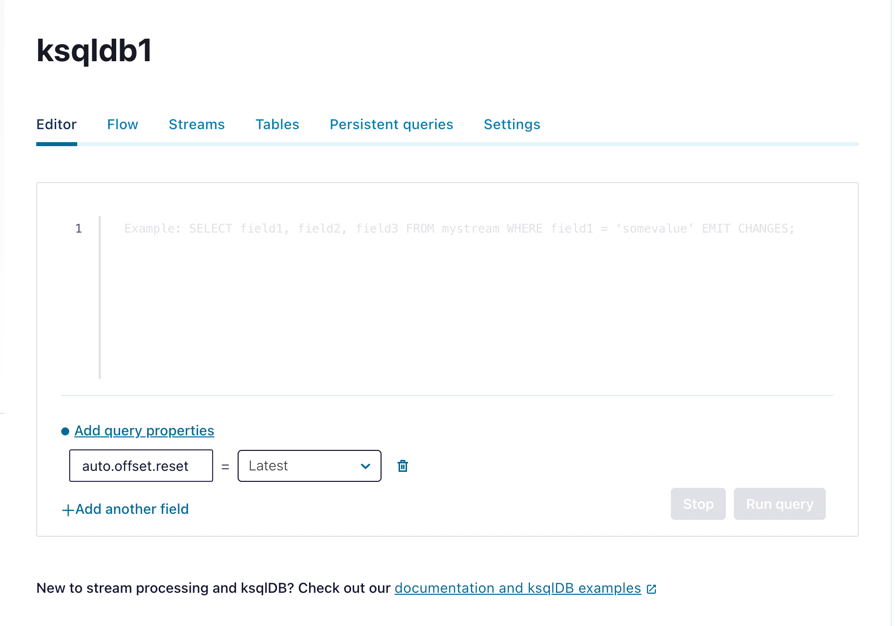 ksqldb1
Editor Flow Streams Tables Persistent queries Settings
1 Example: SELECT field1, field2, field3 FROM mystream WHERE field1 = 'somevalue' EMIT CHANGES;
Add query properties
auto.offset.reset = Latest
+Add another field
Stop Run query
New to stream processing and ksqlDB? Check out our documentation and ksqlDB examples